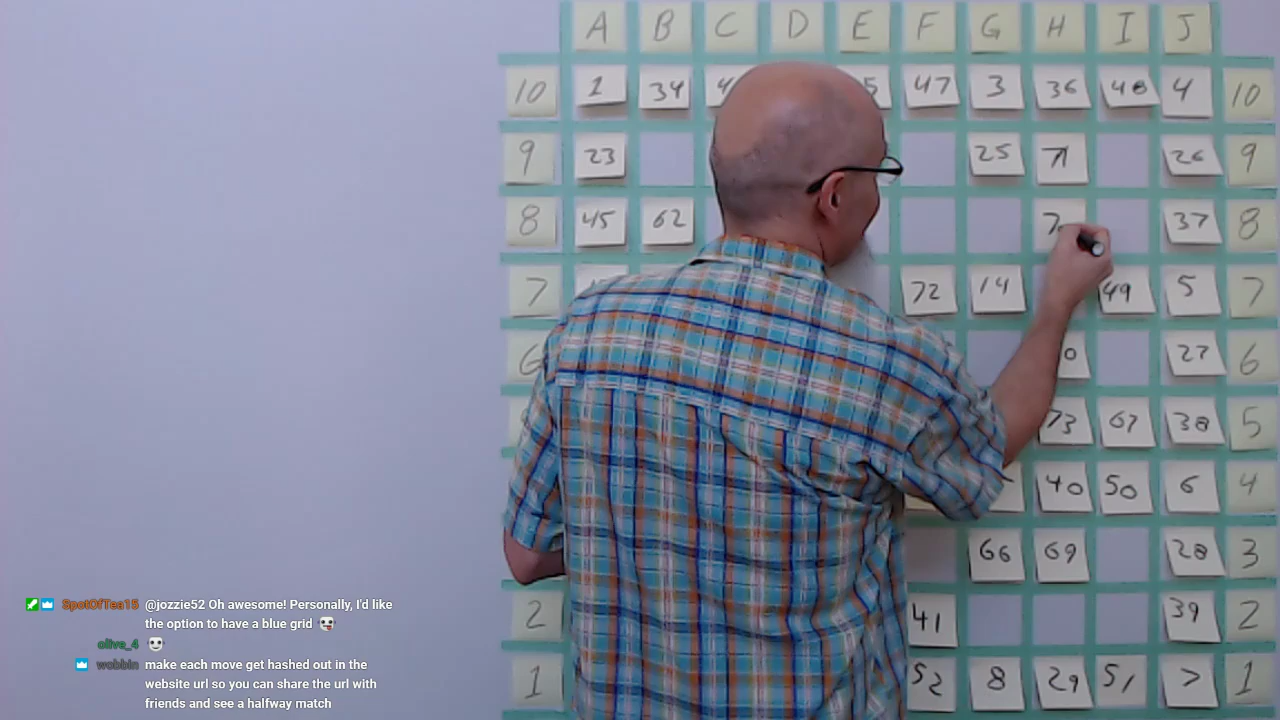 A B C D E F G H I J
10 1 34 47 3 36 48 4 10
9 23 25 71 26 9
8 45 62 37 8
7 72 14 49 5 7
6 27 6
73 67 38 5
40 50 6 4
66 69 28 3
2 41 39 2
1 52 8 29 51 7 1
SpotOfTea15 @jozzie52 Oh awesome! Personally, I'd like
the option to have a blue grid
olive_4
wobbin make each move get hashed out in the
website url so you can share the url with
friends and see a halfway match